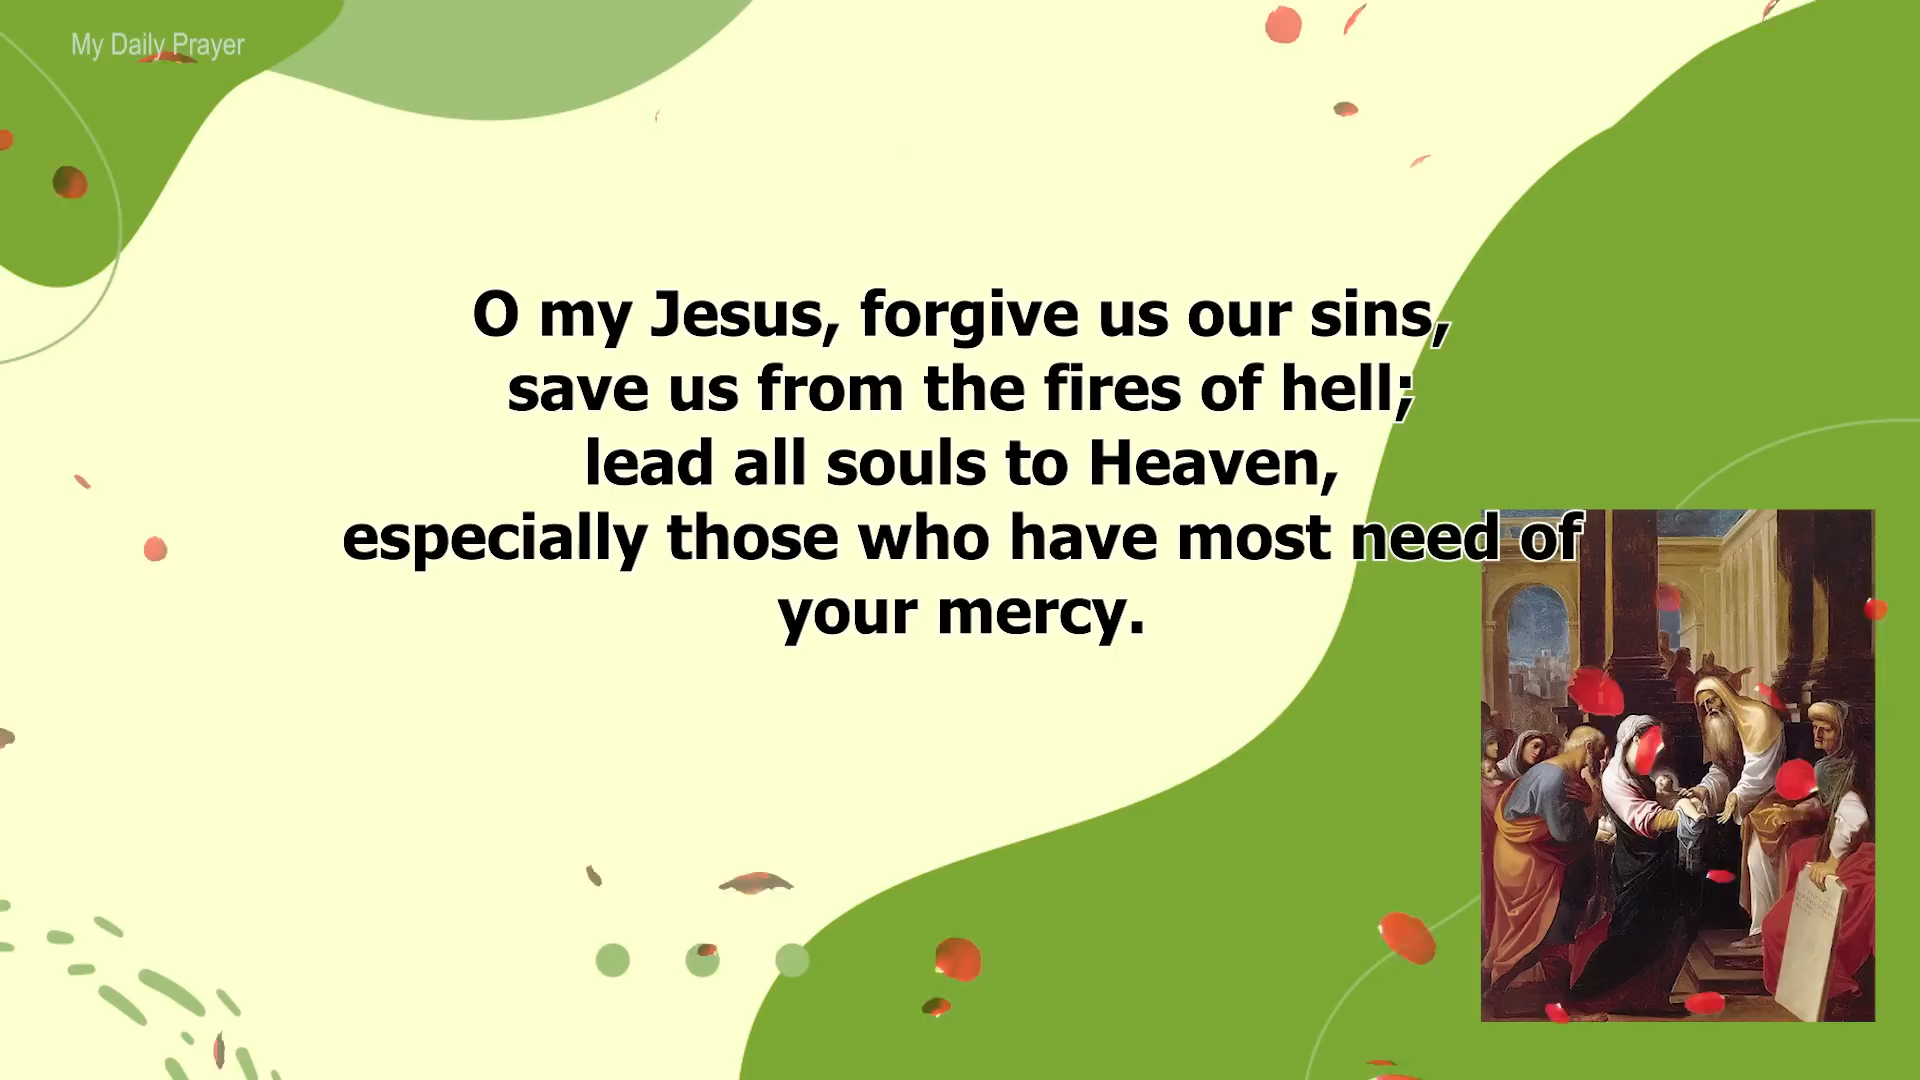 My Daily Prayer
O my Jesus, forgive us our sins,
save us from the fires of hell;
lead all souls to Heaven,
especially those who have most need of
your mercy.